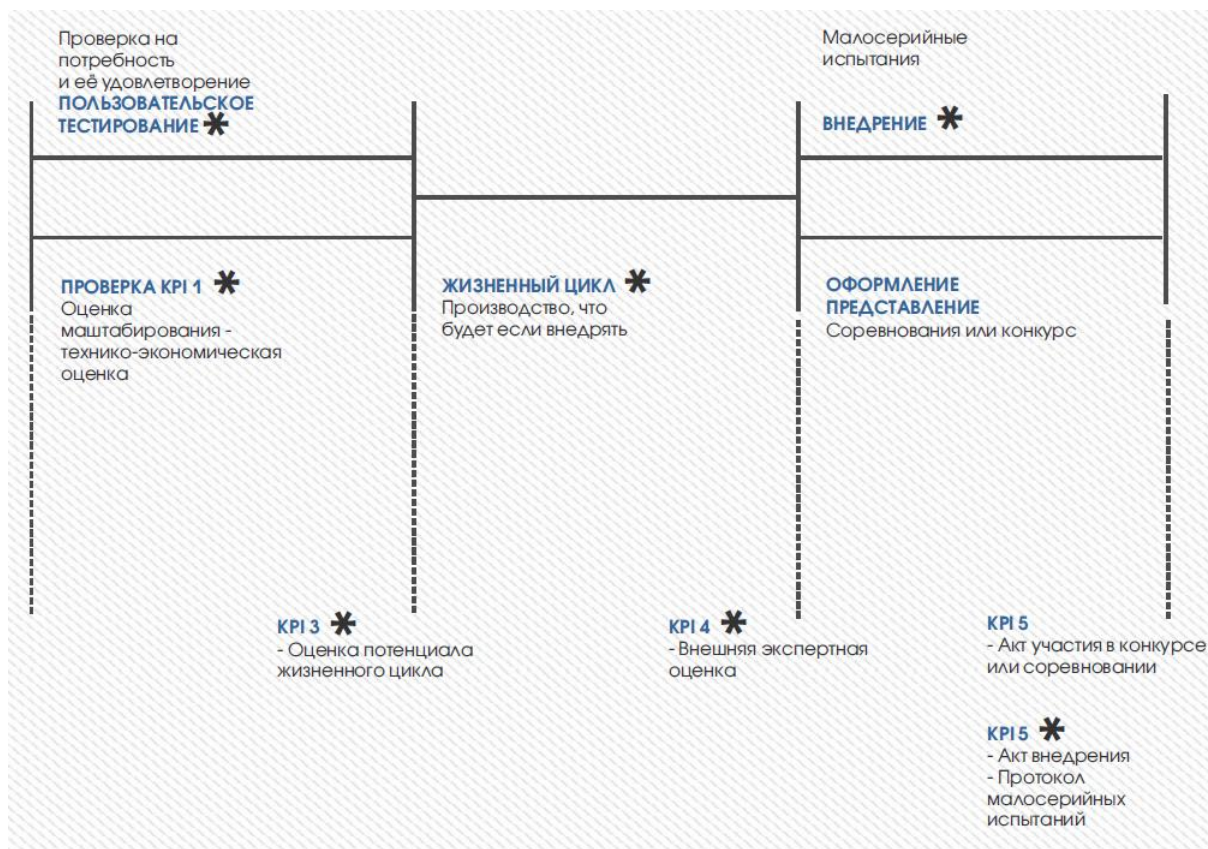 Проверка на
потребность
и её удовлетворение
ПОЛЬЗОВАТЕЛЬСКОЕ
ТЕСТИРОВАНИЕ *
Малосерийные
испытания
ВНЕДРЕНИЕ *
ПРОВЕРКА KPI 1 *
Оценка
маштабирования -
технико-экономическая
оценка
ЖИЗНЕННЫЙ ЦИКЛ *
Производство, что
будет если внедрять
ОФОРМЛЕНИЕ
ПРЕДСТАВЛЕНИЕ
Соревнования или конкурс
KPI 3 *
- Оценка потенциала
жизненного цикла
KPI 4 *
- Внешняя экспертная
оценка
KPI 5
- Акт участия в конкурсе
или соревновании
KPI 5 *
- Акт внедрения
- Протокол
малосерийных
испытаний